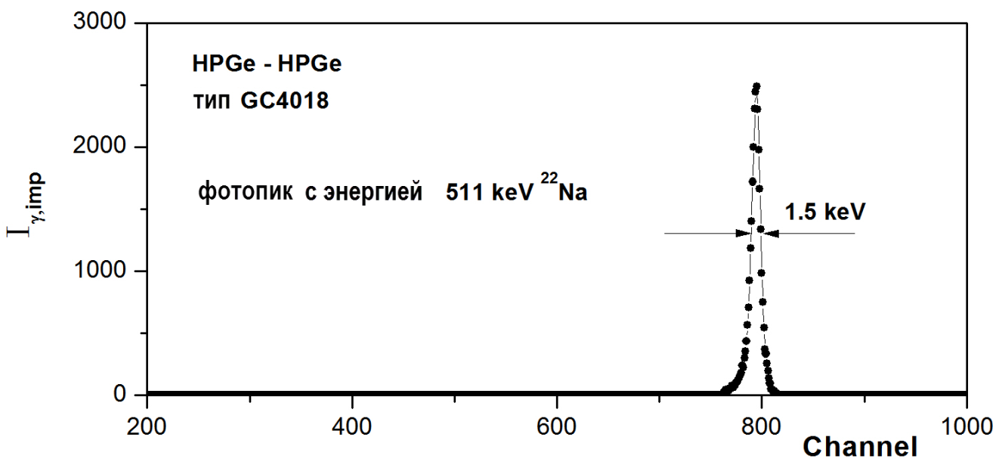 3000
HPGe - HPGe
тип GC4018
2000
фотопик с энергией 511 keV ²²Na
I γ,imp
1.5 keV
1000
0
200 400 600 800 1000
Channel